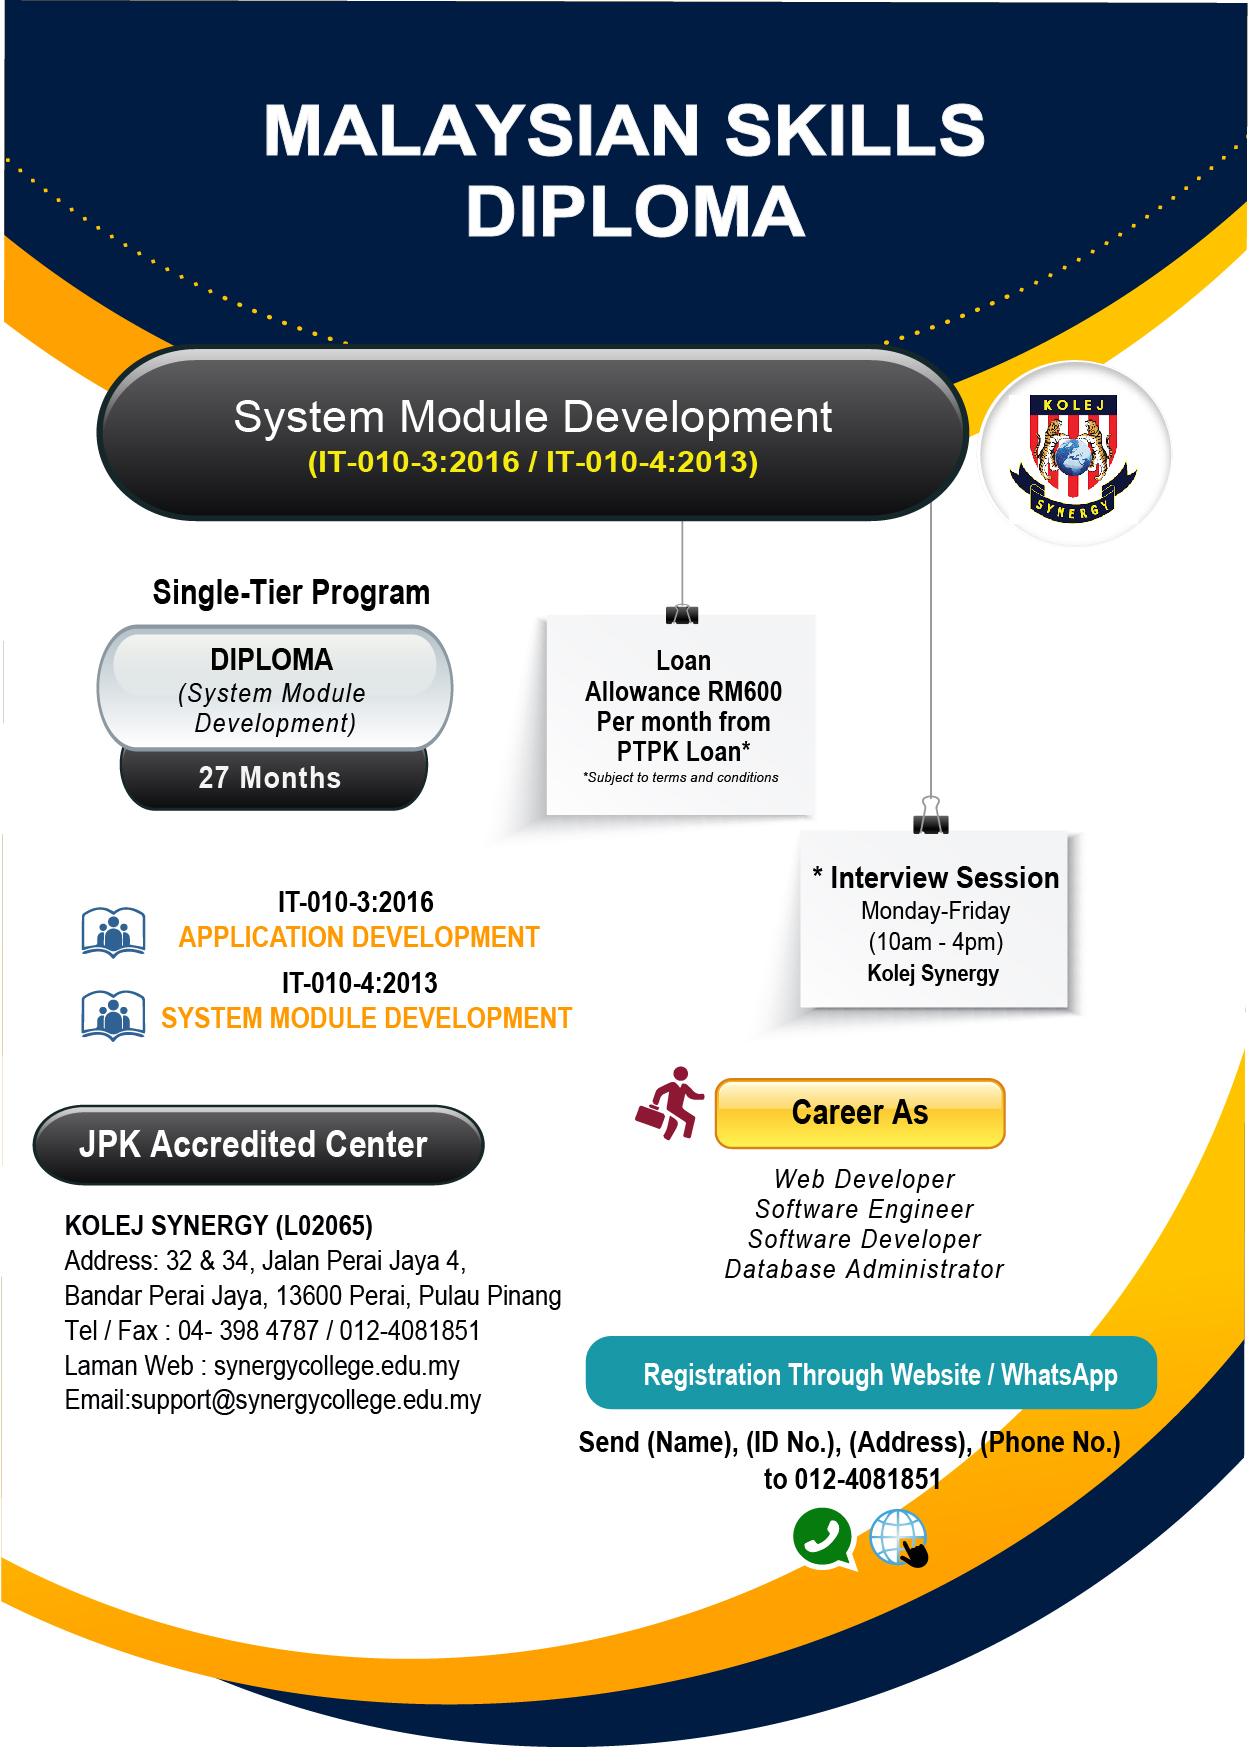 MALAYSIAN SKILLS
DIPLOMA
System Module Development
(IT-010-3:2016 / IT-010-4:2013)
KOLEJ
SYNERGY
Single-Tier Program
DIPLOMA
(System Module
Development)
27 Months
Loan
Allowance RM600
Per month from
PTPK Loan*
*Subject to terms and conditions
* Interview Session
Monday-Friday
(10am - 4pm)
Kolej Synergy
IT-010-3:2016
APPLICATION DEVELOPMENT
IT-010-4:2013
SYSTEM MODULE DEVELOPMENT
JPK Accredited Center
KOLEJ SYNERGY (L02065)
Address: 32 & 34, Jalan Perai Jaya 4,
Bandar Perai Jaya, 13600 Perai, Pulau Pinang
Tel / Fax : 04- 398 4787 / 012-4081851
Laman Web : synergycollege.edu.my
Email:support@synergycollege.edu.my
Career As
Web Developer
Software Engineer
Software Developer
Database Administrator
Registration Through Website / WhatsApp
Send (Name), (ID No.), (Address), (Phone No.)
to 012-4081851